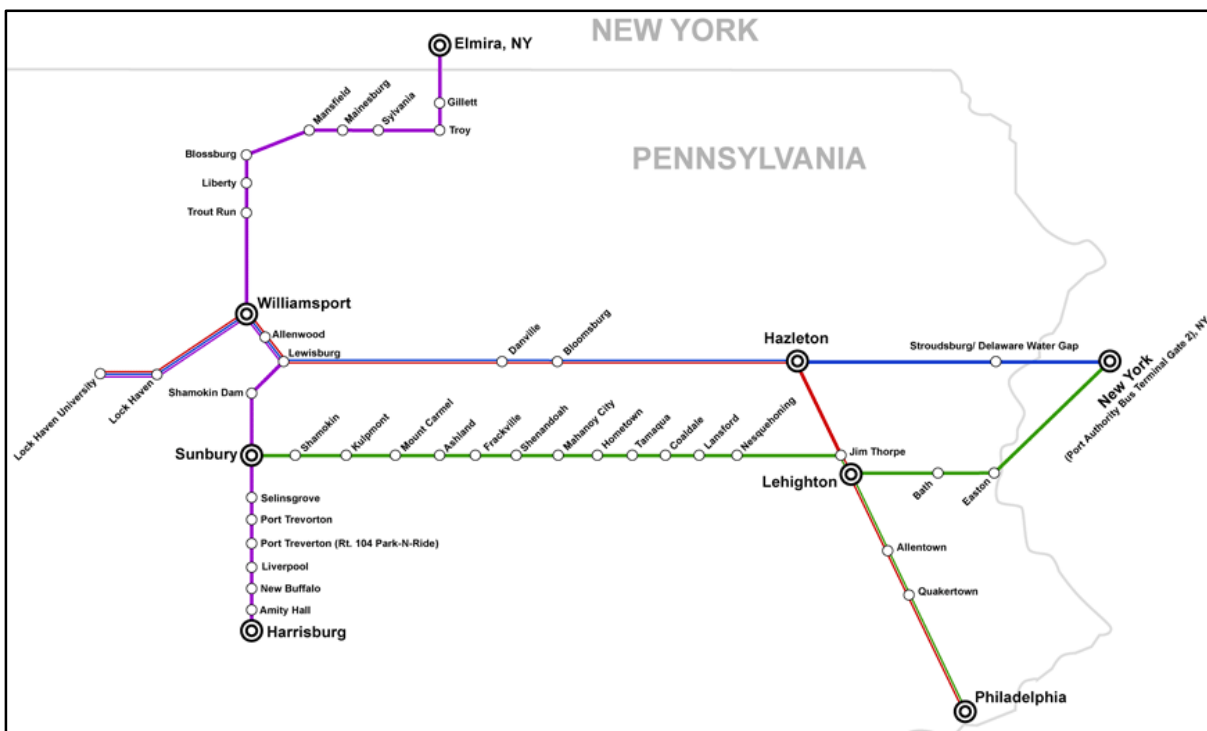 NEW YORK
Elmira, NY
Gillett
Troy
Sylvania
Mainesburg
Mansfield
PENNSYLVANIA
Blossburg
Liberty
Trout Run
Williamsport
Allenwood
Lewisburg
Danville
Bloomsburg
Hazleton
Stroudsburg/ Delaware Water Gap
New York
(Port Authority Bus Terminal Gate 2), NY
Lock Haven University
Lock Haven
Shamokin Dam
Sunbury
Shamokin
Kulpmont
Mount Carmel
Ashland
Frackville
Shenandoah
Mahanoy City
Hometown
Tamaqua
Coaldale
Lansford
Nesquehoning
Jim Thorpe
Lehighton
Bath
Easton
Selinsgrove
Port Trevorton
Port Treverton (Rt. 104 Park-N-Ride)
Liverpool
New Buffalo
Amity Hall
Harrisburg
Allentown
Quakertown
Philadelphia